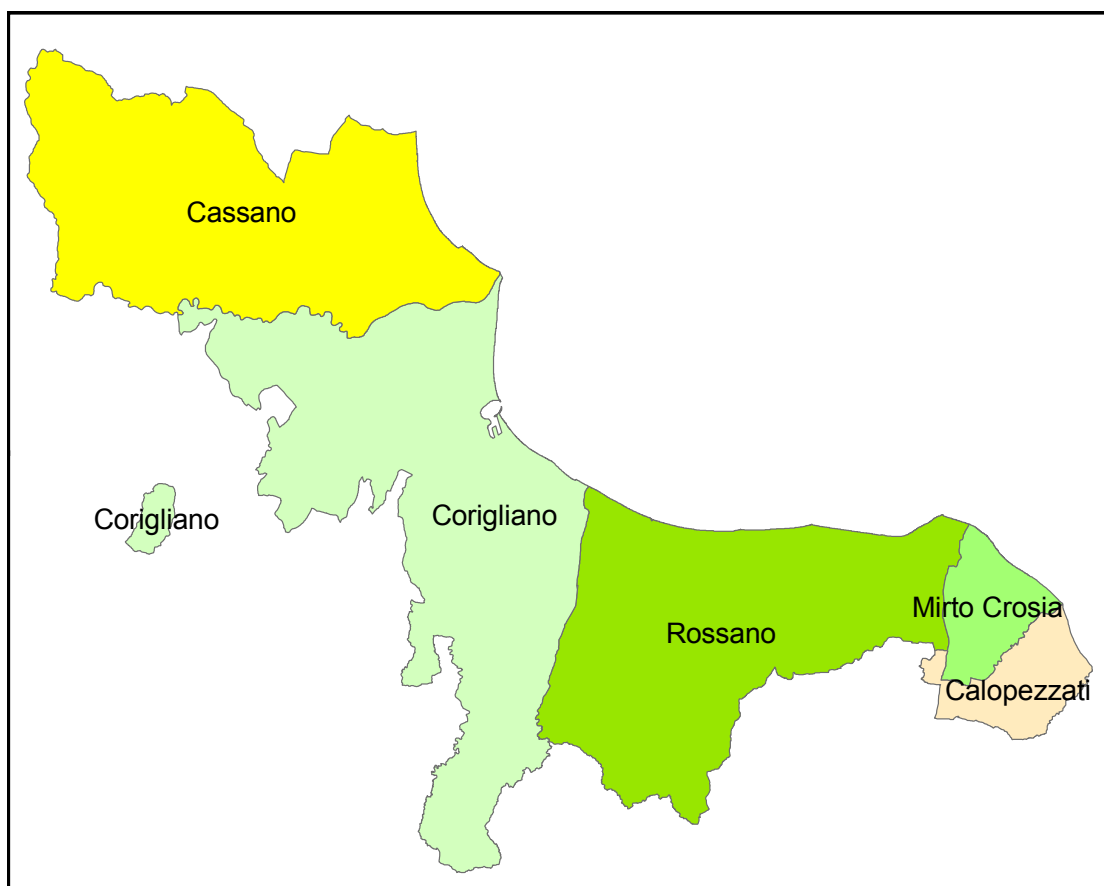 Cassano
Corigliano
Corigliano
Rossano
Mirto Crosia
Calopezzati